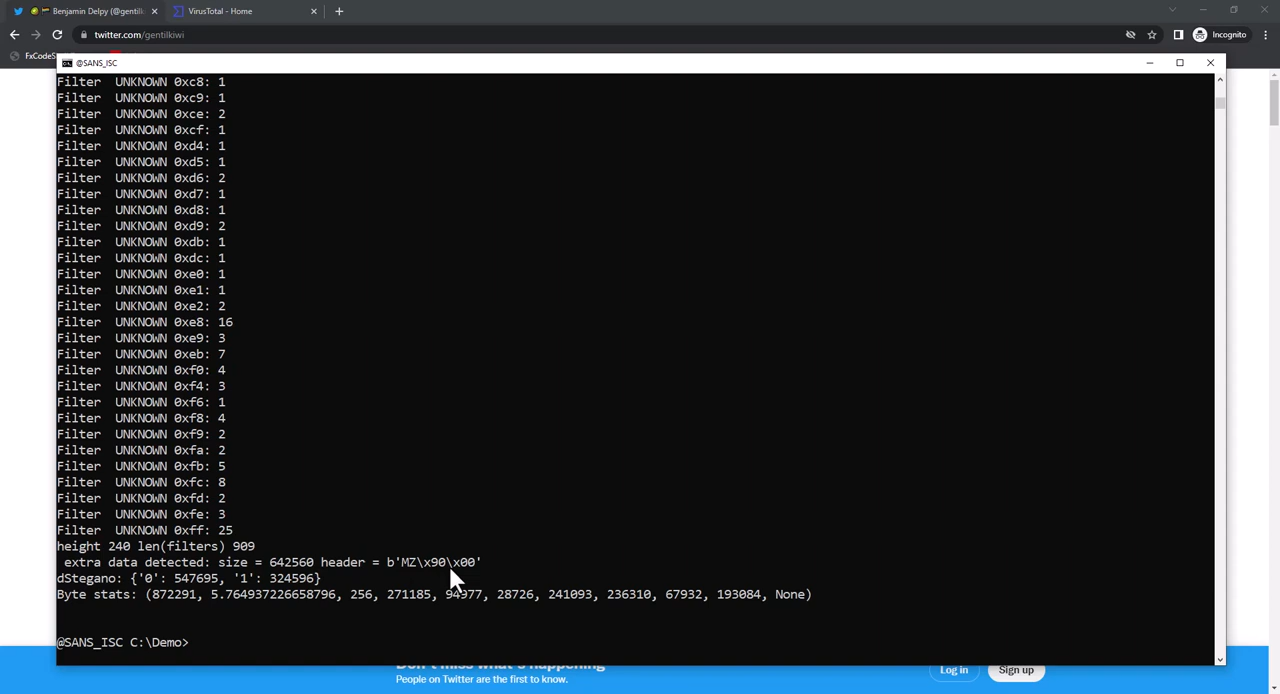 Benjamin Delpy (@gentilki
VirusTotal - Home
twitter.com/gentilkiwi
Incognito
FxCodeS
@SANS_ISC
Filter  UNKNOWN 0xc8: 1
Filter  UNKNOWN 0xc9: 1
Filter  UNKNOWN 0xce: 2
Filter  UNKNOWN 0xcf: 1
Filter  UNKNOWN 0xd4: 1
Filter  UNKNOWN 0xd5: 1
Filter  UNKNOWN 0xd6: 2
Filter  UNKNOWN 0xd7: 1
Filter  UNKNOWN 0xd8: 1
Filter  UNKNOWN 0xd9: 2
Filter  UNKNOWN 0xdb: 1
Filter  UNKNOWN 0xdc: 1
Filter  UNKNOWN 0xe0: 1
Filter  UNKNOWN 0xe1: 1
Filter  UNKNOWN 0xe2: 2
Filter  UNKNOWN 0xe8: 16
Filter  UNKNOWN 0xe9: 3
Filter  UNKNOWN 0xeb: 7
Filter  UNKNOWN 0xf0: 4
Filter  UNKNOWN 0xf4: 3
Filter  UNKNOWN 0xf6: 1
Filter  UNKNOWN 0xf8: 4
Filter  UNKNOWN 0xf9: 2
Filter  UNKNOWN 0xfa: 2
Filter  UNKNOWN 0xfb: 5
Filter  UNKNOWN 0xfc: 8
Filter  UNKNOWN 0xfd: 2
Filter  UNKNOWN 0xfe: 3
Filter  UNKNOWN 0xff: 25
height 240 len(filters) 909
extra data detected: size = 642560 header = b'MZ\x90\x00'
dStegano: {'0': 547695, '1': 324596}
Byte stats: (872291, 5.764937226658796, 256, 271185, 94977, 28726, 241093, 236310, 67932, 193084, None)
@SANS_ISC C:\Demo>
Don't miss what's happening
People on Twitter are the first to know.
Log in
Sign up